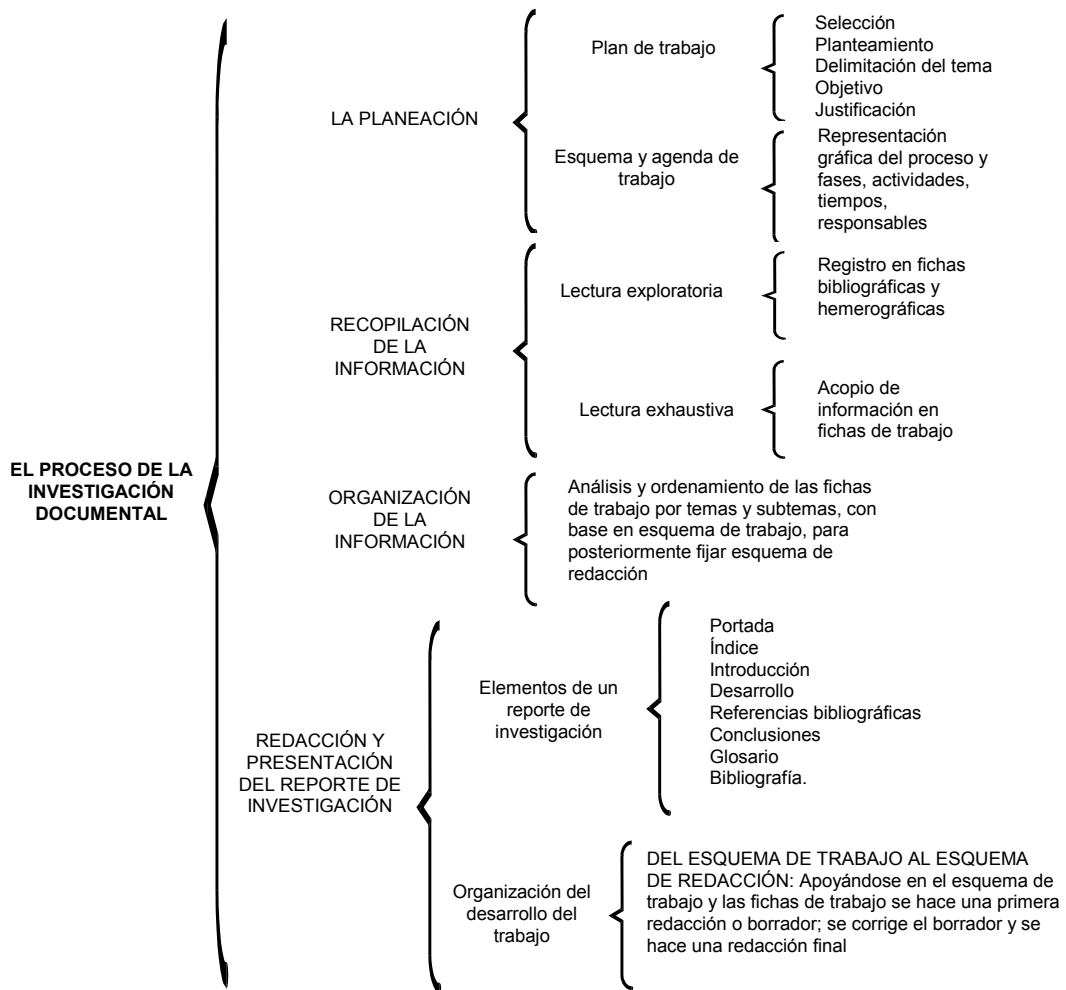 EL PROCESO DE LA
INVESTIGACIÓN
DOCUMENTAL
LA PLANEACIÓN
Plan de trabajo
Selección
Planteamiento
Delimitación del tema
Objetivo
Justificación
Esquema y agenda de
trabajo
Representación
gráfica del proceso y
fases, actividades,
tiempos,
responsables
RECOPILACIÓN
DE LA
INFORMACIÓN
Lectura exploratoria
Registro en fichas
bibliográficas y
hemerográficas
Lectura exhaustiva
Acopio de
información en
fichas de trabajo
ORGANIZACIÓN
DE LA
INFORMACIÓN
Análisis y ordenamiento de las fichas
de trabajo por temas y subtemas, con
base en esquema de trabajo, para
posteriormente fijar esquema de
redacción
REDACCIÓN Y
PRESENTACIÓN
DEL REPORTE DE
INVESTIGACIÓN
Elementos de un
reporte de
investigación
Portada
Índice
Introducción
Desarrollo
Referencias bibliográficas
Conclusiones
Glosario
Bibliografía.
Organización del
desarrollo del
trabajo
DEL ESQUEMA DE TRABAJO AL ESQUEMA
DE REDACCIÓN: Apoyándose en el esquema de
trabajo y las fichas de trabajo se hace una primera
redacción o borrador; se corrige el borrador y se
hace una redacción final